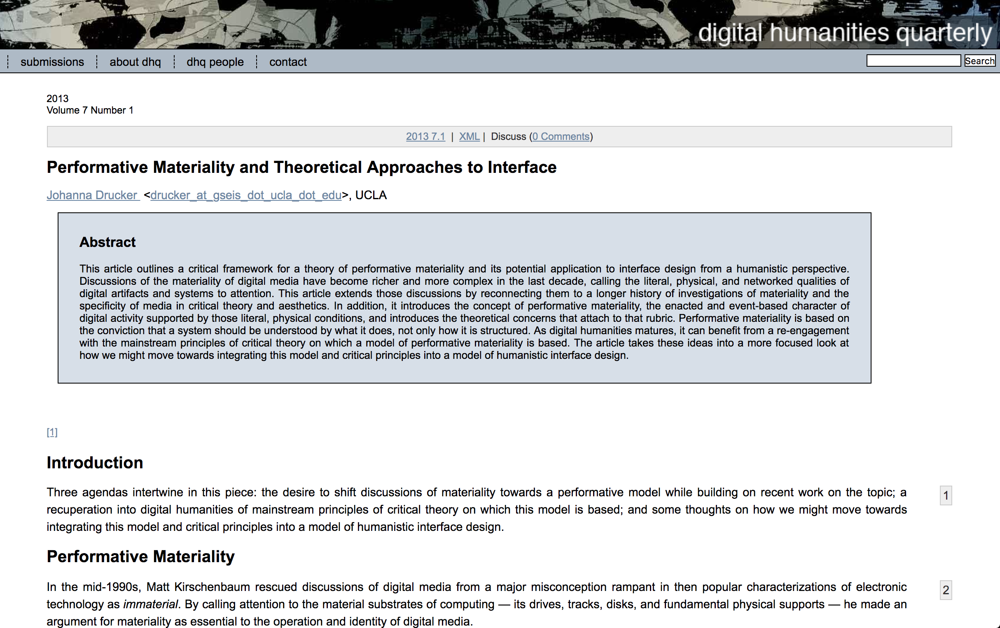 digital humanities quarterly
submissions about dhq dhq people contact Search
2013
Volume 7 Number 1
2013 7.1 | XML | Discuss (0 Comments)
Performative Materiality and Theoretical Approaches to Interface
Johanna Drucker <drucker_at_gseis_dot_ucla_dot_edu>, UCLA
Abstract
This article outlines a critical framework for a theory of performative materiality and its potential application to interface design from a humanistic perspective.
Discussions of the materiality of digital media have become richer and more complex in the last decade, calling the literal, physical, and networked qualities of
digital artifacts and systems to attention. This article extends those discussions by reconnecting them to a longer history of investigations of materiality and the
specificity of media in critical theory and aesthetics. In addition, it introduces the concept of performative materiality, the enacted and event-based character of
digital activity supported by those literal, physical conditions, and introduces the theoretical concerns that attach to that rubric. Performative materiality is based on
the conviction that a system should be understood by what it does, not only how it is structured. As digital humanities matures, it can benefit from a re-engagement
with the mainstream principles of critical theory on which a model of performative materiality is based. The article takes these ideas into a more focused look at
how we might move towards integrating this model and critical principles into a model of humanistic interface design.
[1]
Introduction
Three agendas intertwine in this piece: the desire to shift discussions of materiality towards a performative model while building on recent work on the topic; a 1
recuperation into digital humanities of mainstream principles of critical theory on which this model is based; and some thoughts on how we might move towards
integrating this model and critical principles into a model of humanistic interface design.
Performative Materiality
In the mid-1990s, Matt Kirschenbaum rescued discussions of digital media from a major misconception rampant in then popular characterizations of electronic 2
technology as immaterial. By calling attention to the material substrates of computing — its drives, tracks, disks, and fundamental physical supports — he made an
argument for materiality as essential to the operation and identity of digital media.